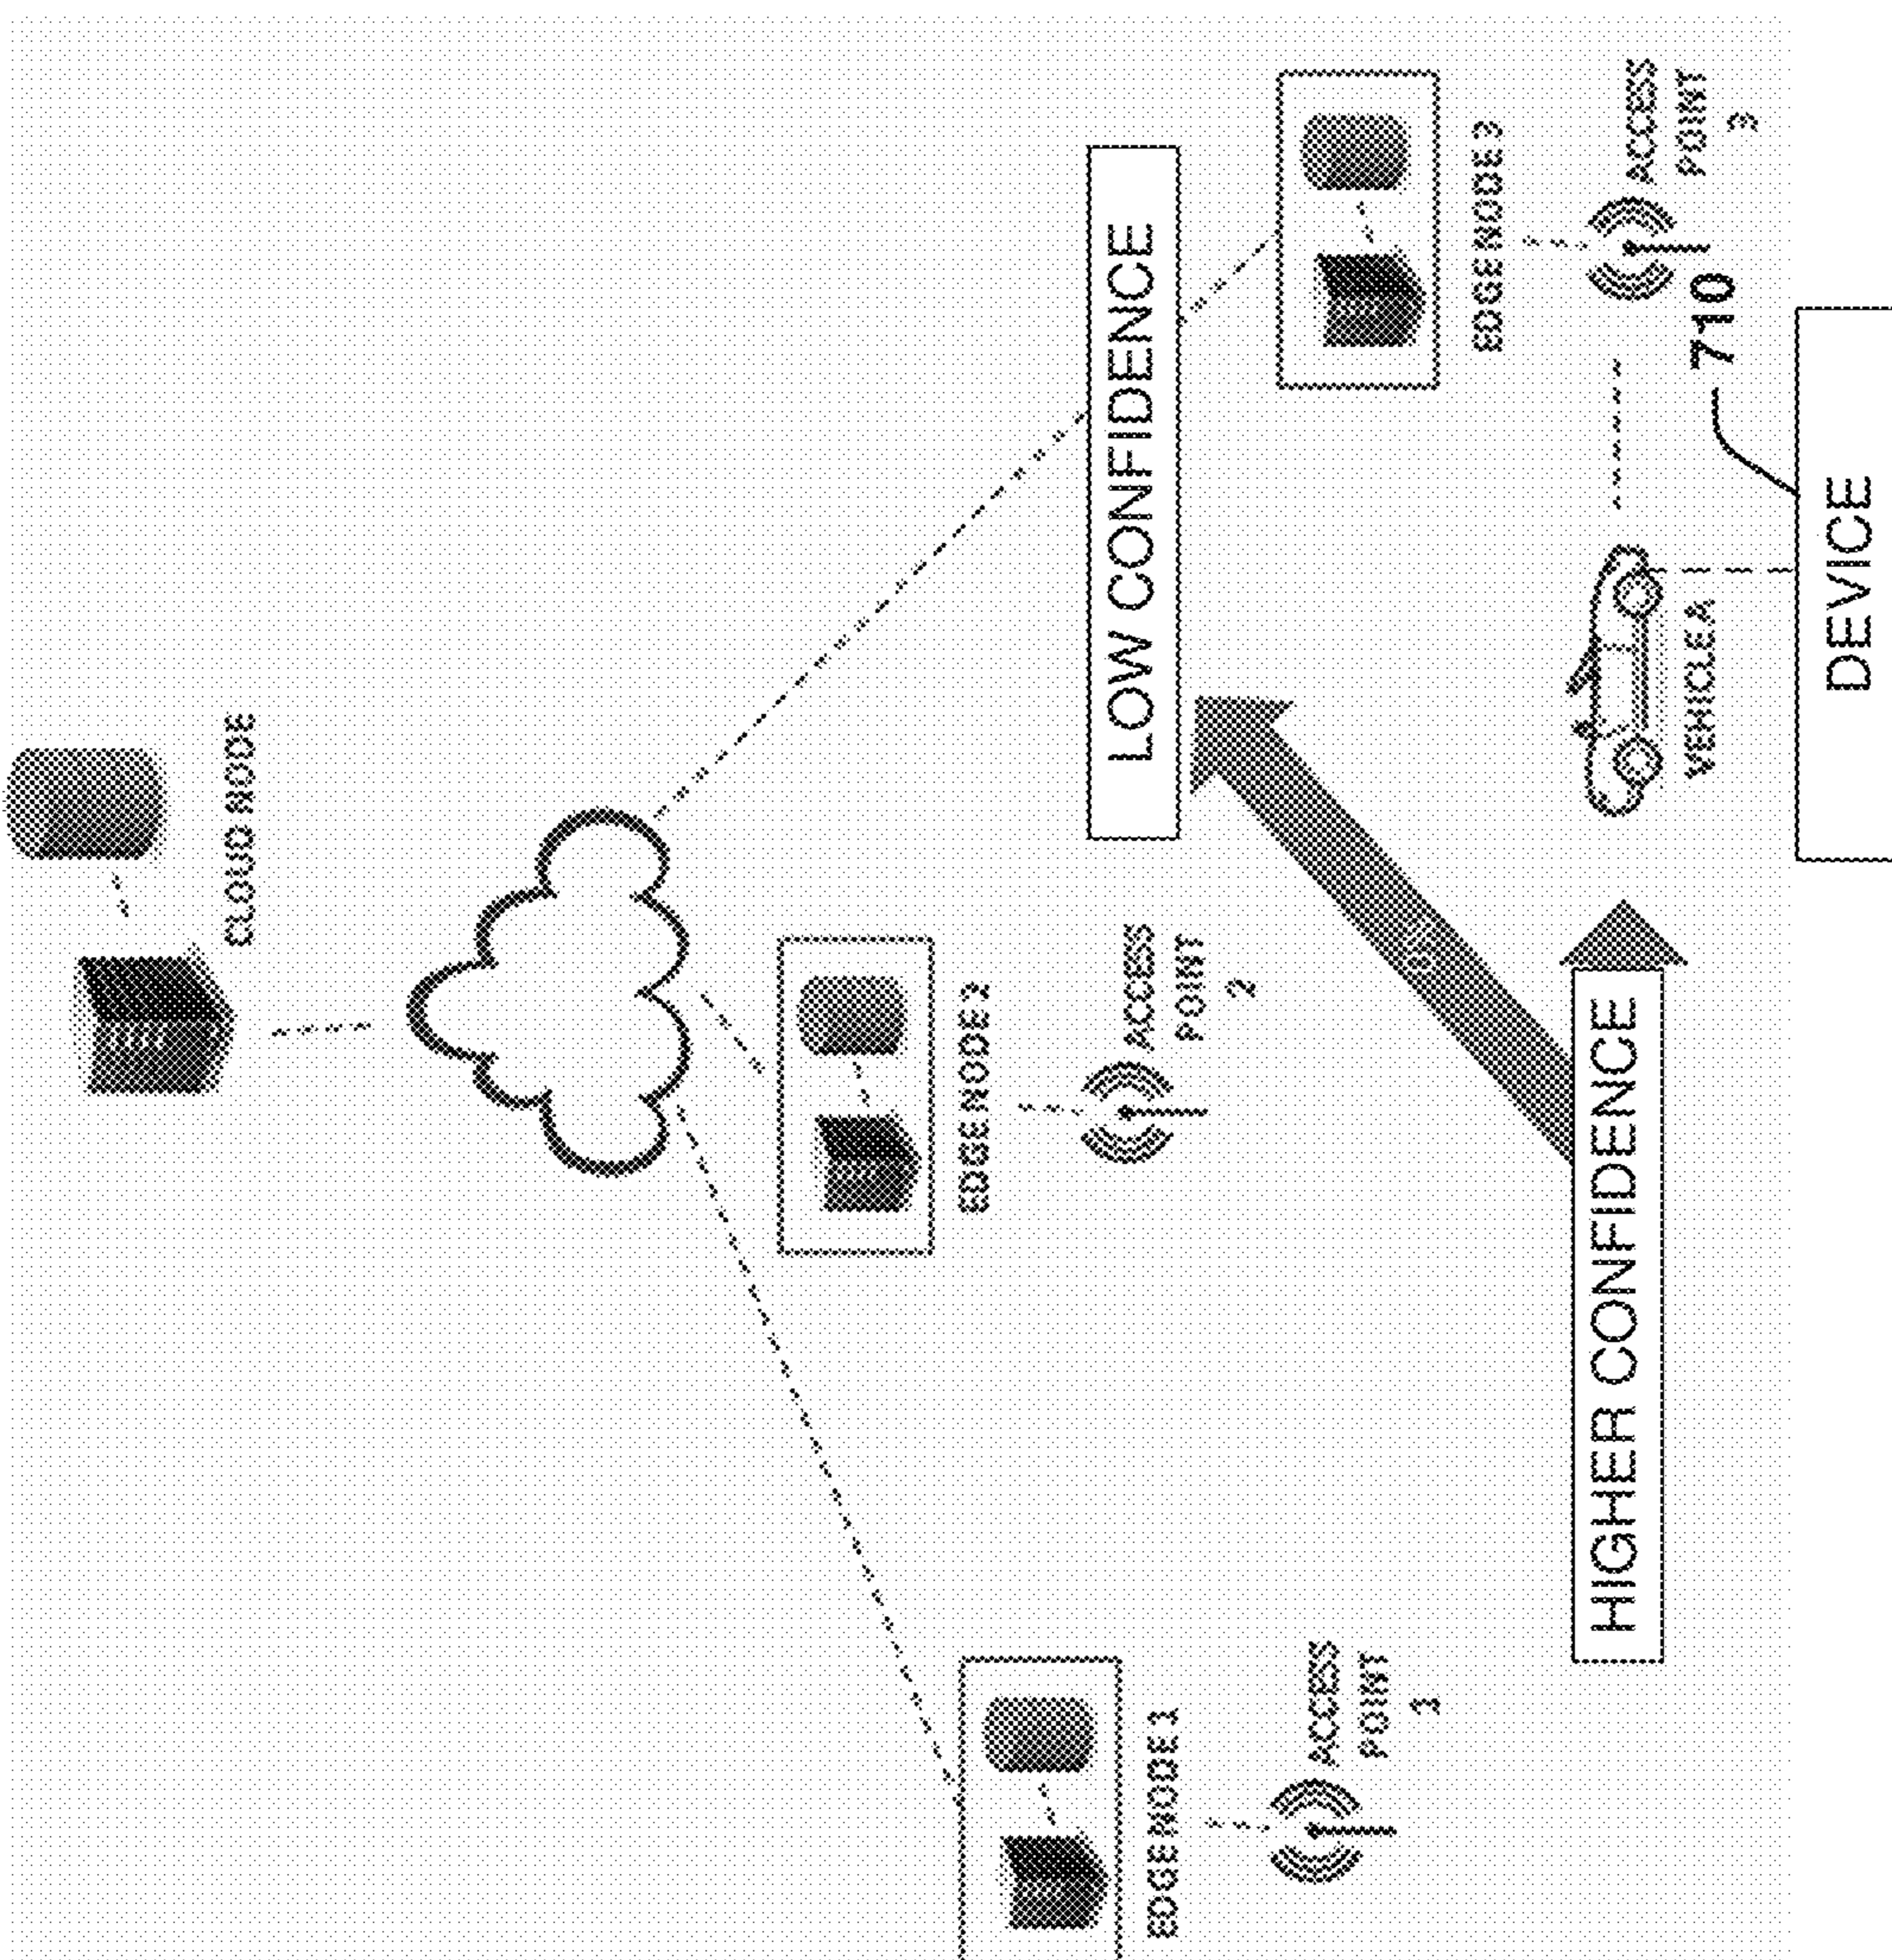 CLOUD NODE
EDGE NODE 2
ACCESS
POINT
2
LOW CONFIDENCE
EDGE NODE 1
EDGE NODE 3
ACCESS
POINT
1
HIGHER CONFIDENCE
VEHICLE A
ACCESS
POINT
3
710
DEVICE